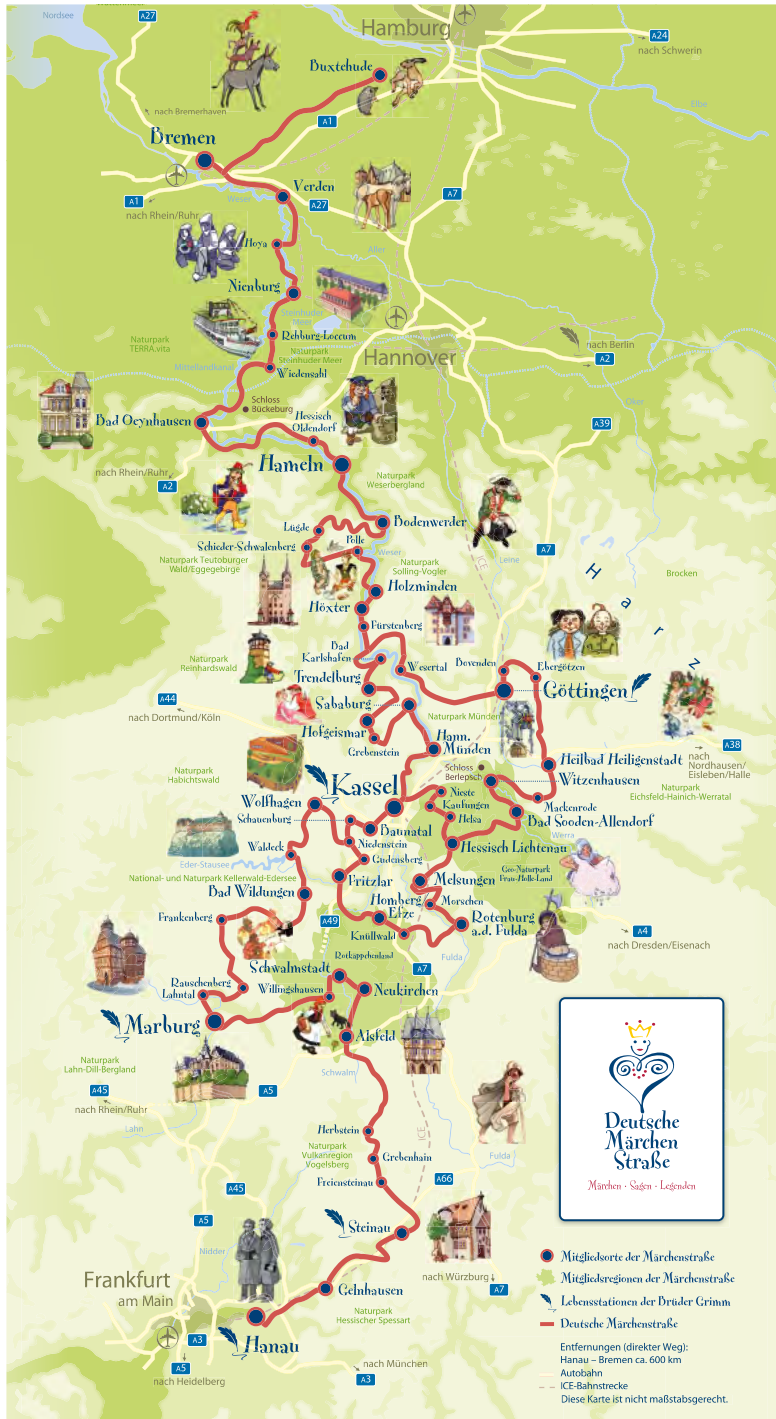 Nordsee
A27
Hamburg
A24
nach Schwerin
Buxtehude
Elbe
nach Bremerhaven
A1
Bremen
A7
Verden
A1
A27
Weser
nach Rhein/Ruhr
Aller
Hoya
Nienburg
Steinhuder
Meer
Rehburg-Loccum
Naturpark
TERRA.vita
Naturpark
Steinhuder Meer
Hannover
nach Berlin
A2
Mittellandkanal
Wiedensahl
Schloss
Bückeburg
Oker
Bad Oeynhausen
Hessisch
Oldendorf
A39
Hameln
nach Rhein/Ruhr
A2
Naturpark
Weserbergland
Lügde
Bodenwerder
Schieder-Schwalenberg
Polle
Weser
ICE
Leine
A7
Naturpark Teutoburger
Wald/Eggegebirge
Naturpark
Solling-Vogler
Harz
Brocken
Holzminden
Höxter
Fürstenberg
Bad
Karlshafen
Wesertal
Bovenden
Ebergötzen
Naturpark
Reinhardswald
Trendelburg
Göttingen
Sababurg
A44
nach Dortmund/Köln
Naturpark Münden
Hofgeismar
Grebenstein
Hann.
Münden
A38
nach
Nordhausen/
Eisleben/Halle
Heilbad Heiligenstadt
Schloss
Berlepsch
Witzenhausen
Naturpark
Habichtswald
Kassel
Nieste
Naturpark
Eichsfeld-Hainich-Werratal
Wolfhagen
Kaufungen
Mackenrode
Schauenburg
Helsa
Bad Sooden-Allendorf
Baunatal
Werra
Niedenstein
Hessisch Lichtenau
Waldeck
Gudensberg
Eder-Stausee
Geo-Naturpark
Frau-Holle-Land
National- und Naturpark Kellerwald-Edersee
Fritzlar
Melsungen
Bad Wildungen
Homberg
Efze
Morschen
Frankenberg
A49
Rotenburg
a.d. Fulda
Knüllwald
A4
nach Dresden/Eisenach
Fulda
Rotkäppchenland
Schwalmstadt
A7
Rauschenberg
Lahntal
Willingshausen
Neukirchen
Marburg
Alsfeld
Naturpark
Lahn-Dill-Bergland
Schwalm
A45
A5
nach Rhein/Ruhr
Lahn
Herbstein
ICE
Naturpark
Vulkanregion
Vogelsberg
Grebenhain
Fulda
Freiensteinau
A66
A45
A5
Steinau
Nidder
nach Würzburg
A7
Frankfurt
am Main
Gelnhausen
Naturpark
Hessischer Spessart
Hanau
A3
A5
nach Heidelberg
nach München
A3
Deutsche
Märchen
Straße
Märchen · Sagen · Legenden
Mitgliedsorte der Märchenstraße
Mitgliedsregionen der Märchenstraße
Lebensstationen der Brüder Grimm
Deutsche Märchenstraße
Entfernungen (direkter Weg):
Hanau – Bremen ca. 600 km
Autobahn
ICE-Bahnstrecke
Diese Karte ist nicht maßstabsgerecht.